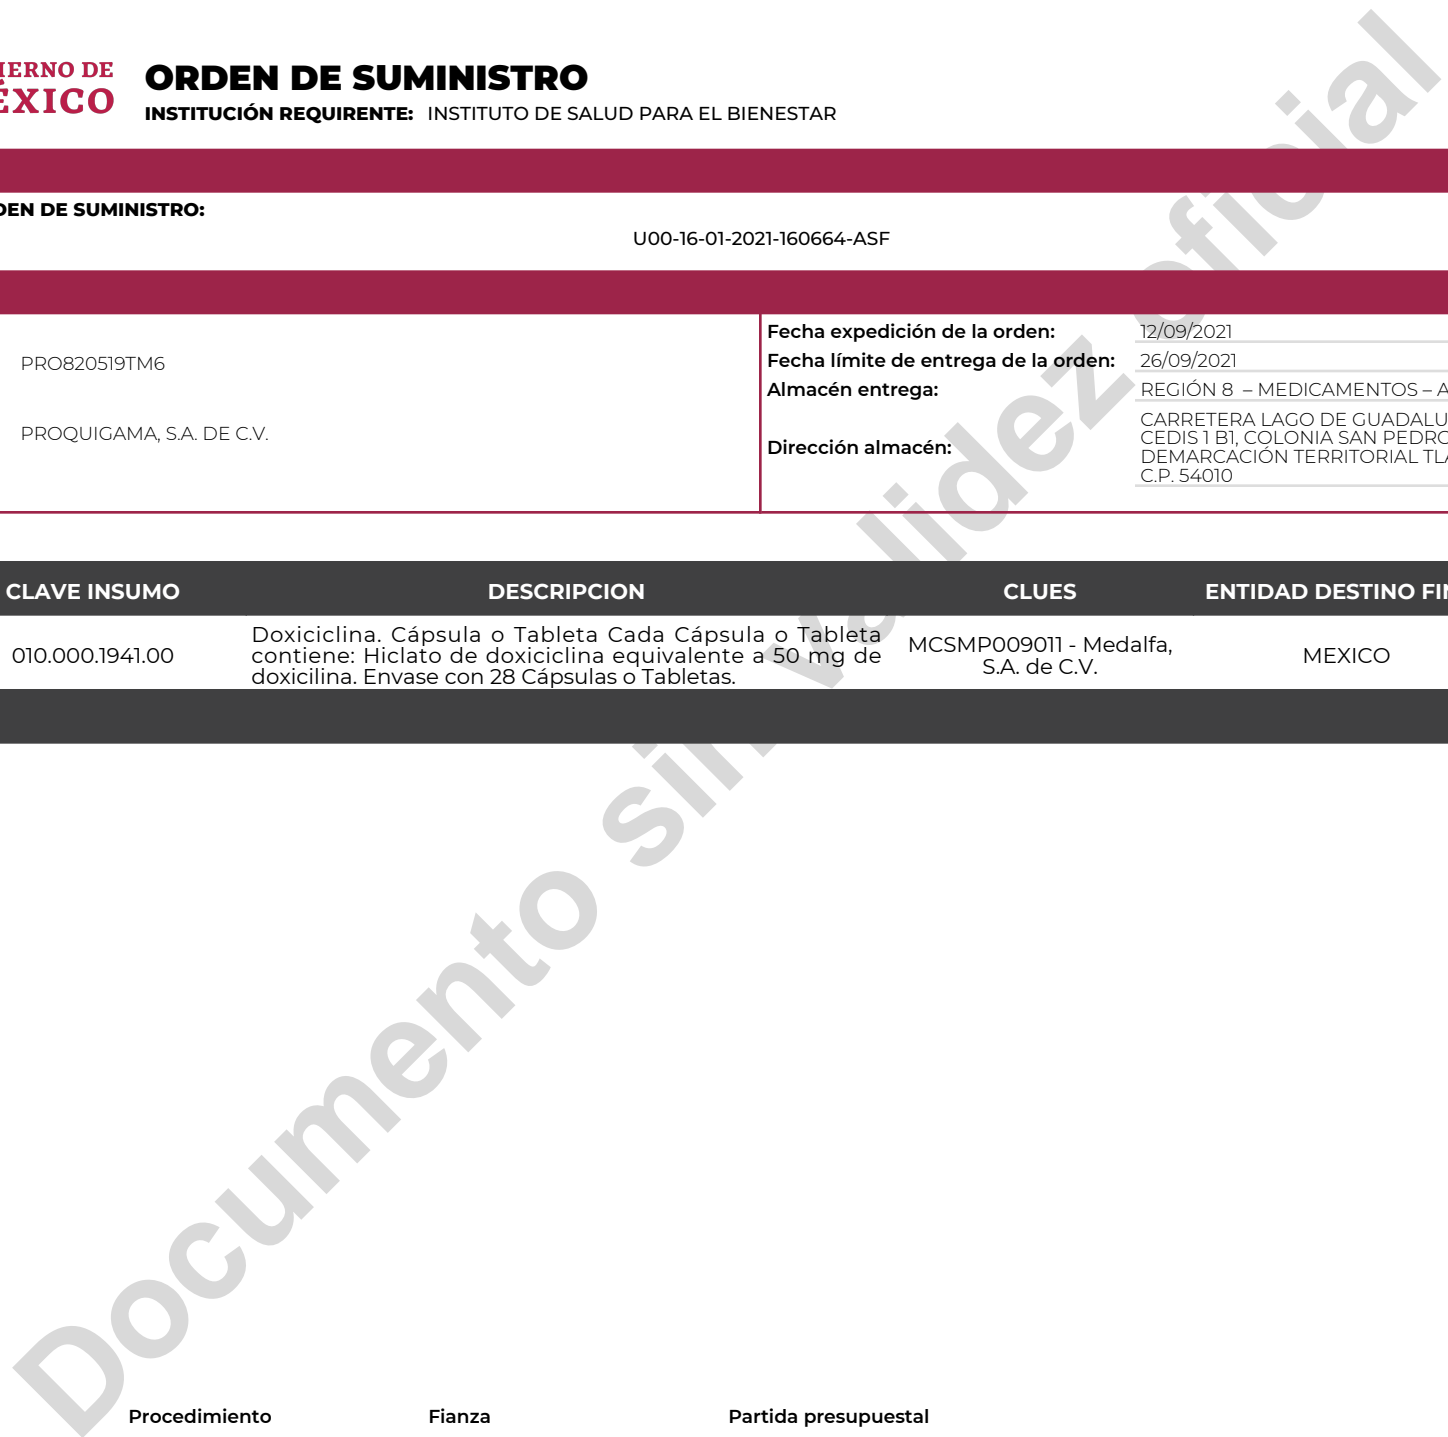 IERNO DE
ÉXICO
ORDEN DE SUMINISTRO
INSTITUCIÓN REQUIRENTE: INSTITUTO DE SALUD PARA EL BIENESTAR
DEN DE SUMINISTRO:
U00-16-01-2021-160664-ASF
PRO820519TM6
PROQUIGAMA, S.A. DE C.V.
Fecha expedición de la orden: 12/09/2021
Fecha límite de entrega de la orden: 26/09/2021
Almacén entrega: REGIÓN 8 – MEDICAMENTOS – A
Dirección almacén:
CARRETERA LAGO DE GUADALU
CEDIS 1 B1, COLONIA SAN PEDRO
DEMARCACIÓN TERRITORIAL TLA
C.P. 54010
CLAVE INSUMO DESCRIPCION CLUES ENTIDAD DESTINO FIN
010.000.1941.00
Doxiciclina. Cápsula o Tableta Cada Cápsula o Tableta
contiene: Hiclato de doxiciclina equivalente a 50 mg de
doxicilina. Envase con 28 Cápsulas o Tabletas.
MCSMP009011 - Medalfa,
S.A. de C.V.
MEXICO
Documento sin validez oficial
Procedimiento Fianza Partida presupuestal